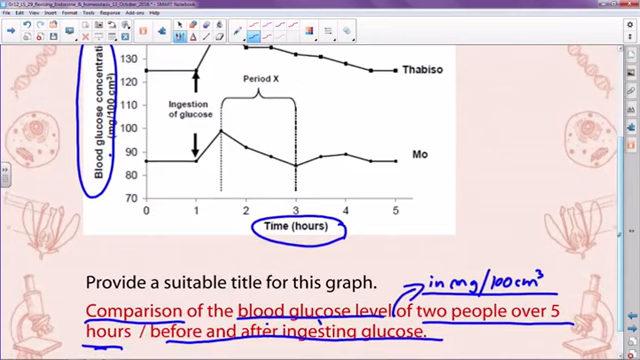 Gr12_LS_29_Revising_Endocrine_&_homeostasis_13_October_2018 * - SMART Notebook
File Edit View Insert Format Tools Add-ons Help
Blood glucose concentrati
(mg/100 cm³)
130
120
110
100
90
80
70
Thabiso
Period X
Ingestion
of glucose
Mo
0 1 2 3 4 5
Time (hours)
Provide a suitable title for this graph.
in mg/100cm³
Comparison of the blood glucose level of two people over 5
hours / before and after ingesting glucose.